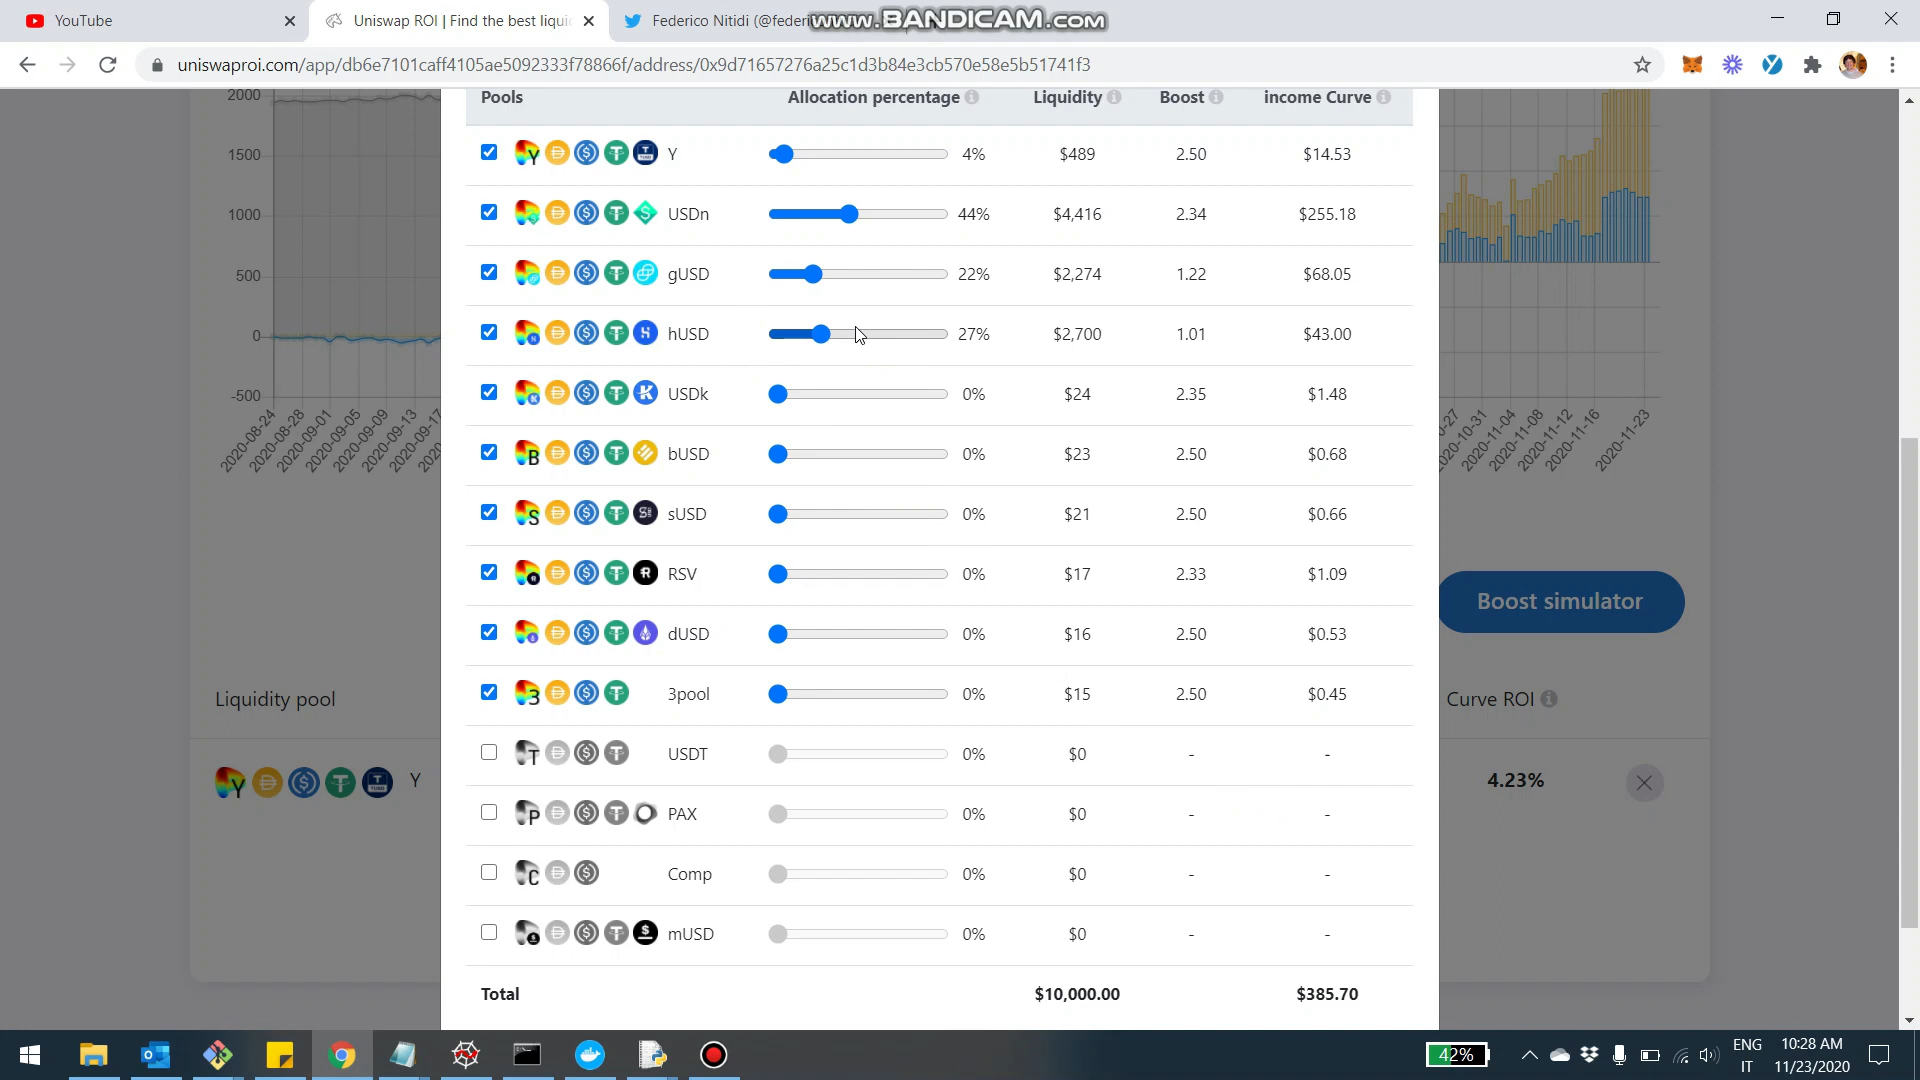 YouTube
Uniswap ROI | Find the best liquid
Federico Nitidi (@federi
www.BANDICAM.com
uniswaproi.com/app/db6e7101caff4105ae5092333f78866f/address/0x9d71657276a25c1d3b84e3cb570e58e5b51741f3
Pools Allocation percentage Liquidity Boost income Curve
Y 4% $489 2.50 $14.53
USDn 44% $4,416 2.34 $255.18
gUSD 22% $2,274 1.22 $68.05
hUSD 27% $2,700 1.01 $43.00
USDk 0% $24 2.35 $1.48
bUSD 0% $23 2.50 $0.68
sUSD 0% $21 2.50 $0.66
RSV 0% $17 2.33 $1.09
dUSD 0% $16 2.50 $0.53
3pool 0% $15 2.50 $0.45
USDT 0% $0 - -
PAX 0% $0 - -
Comp 0% $0 - -
mUSD 0% $0 - -
Total $10,000.00 $385.70
2000
1500
1000
500
0
-500
2020-08-24
2020-08-28
2020-09-01
2020-09-05
2020-09-09
2020-09-13
2020-09-17
10-27
2020-10-31
2020-11-04
2020-11-08
2020-11-12
2020-11-16
2020-11-23
Boost simulator
Liquidity pool
Curve ROI
Y
4.23%
42%
ENG
IT
10:28 AM
11/23/2020